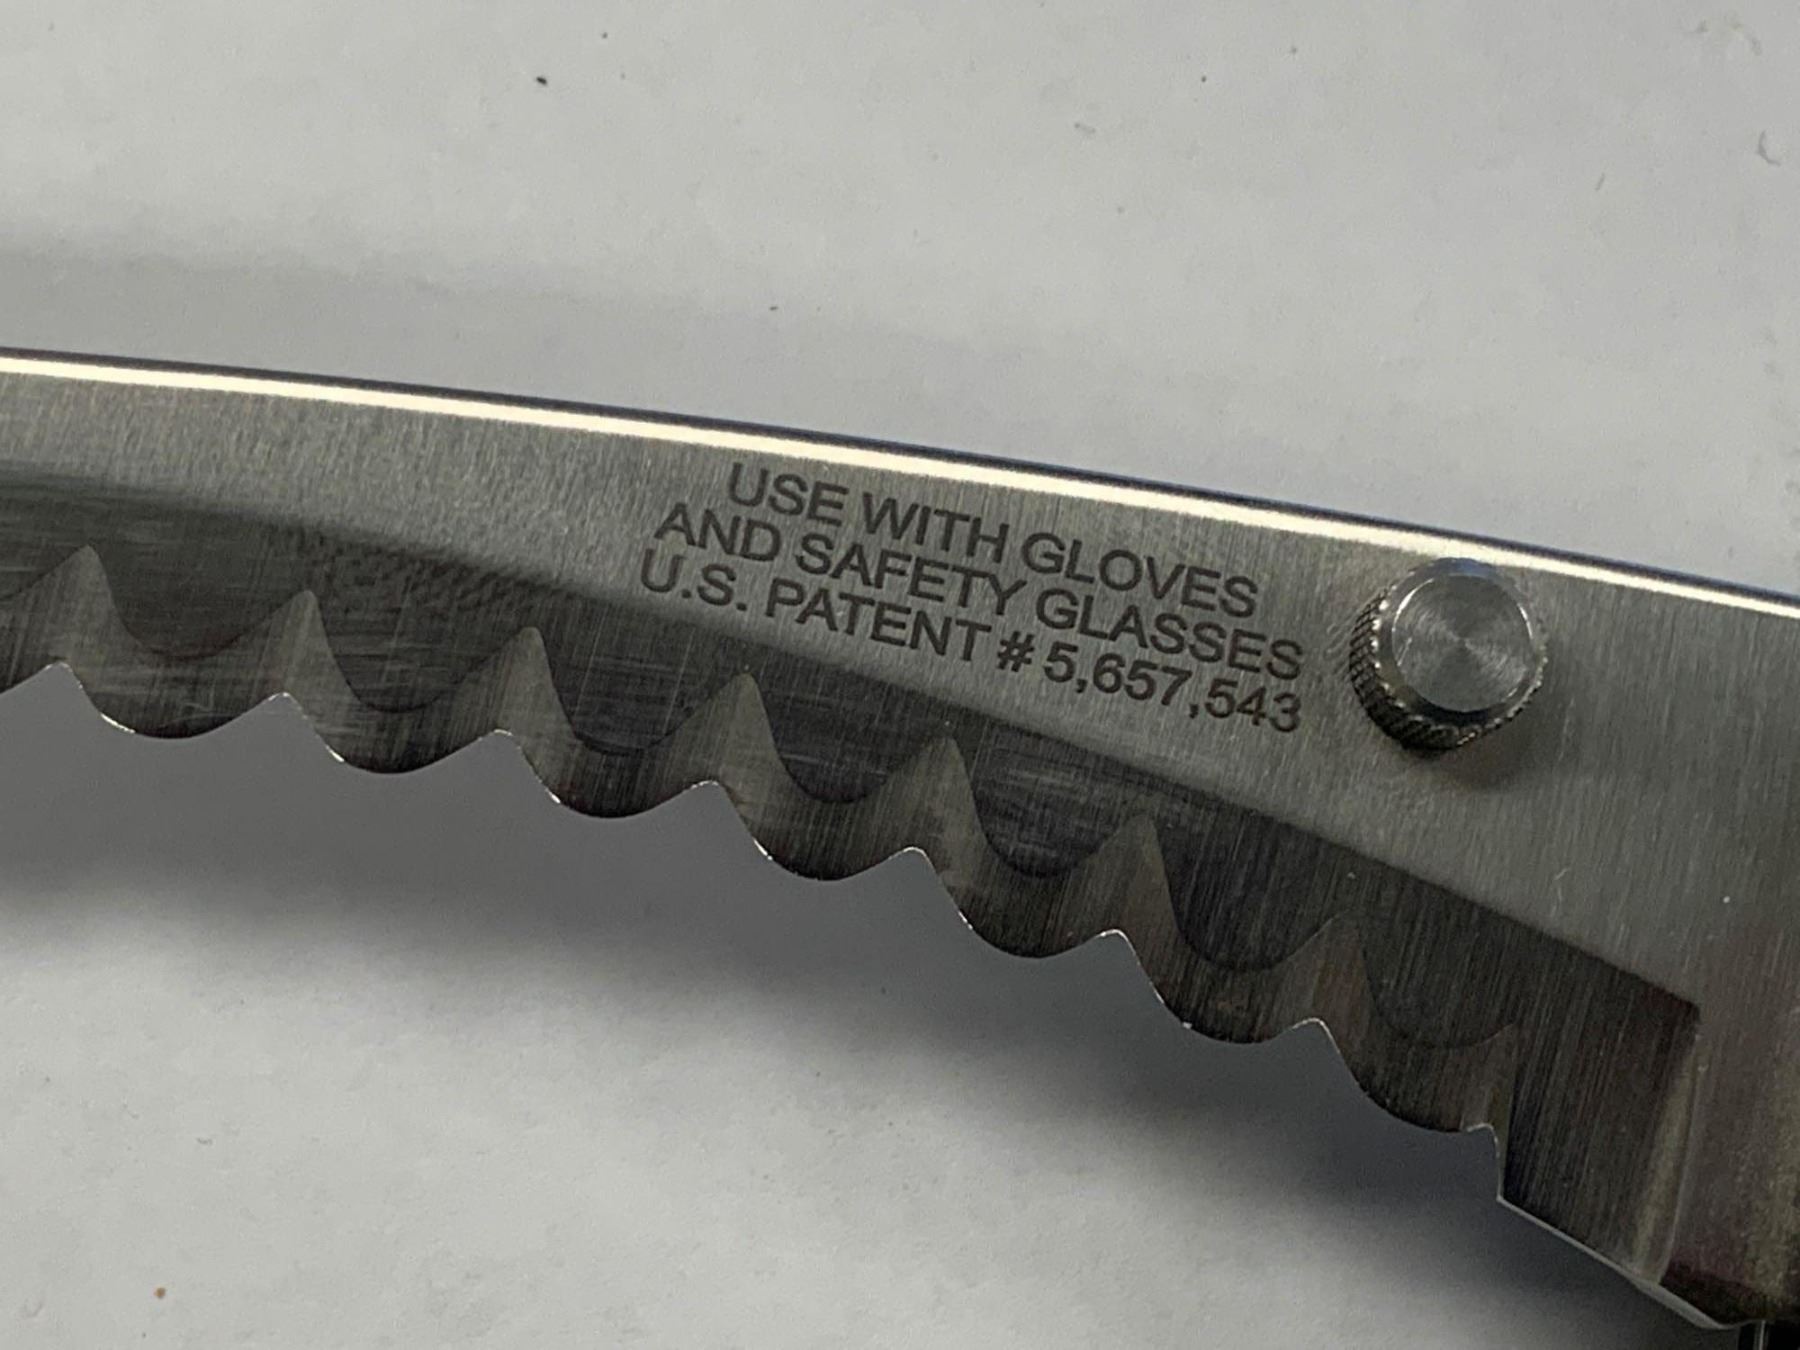 USE WITH GLOVES
AND SAFETY GLASSES
U.S. PATENT # 5,657,543